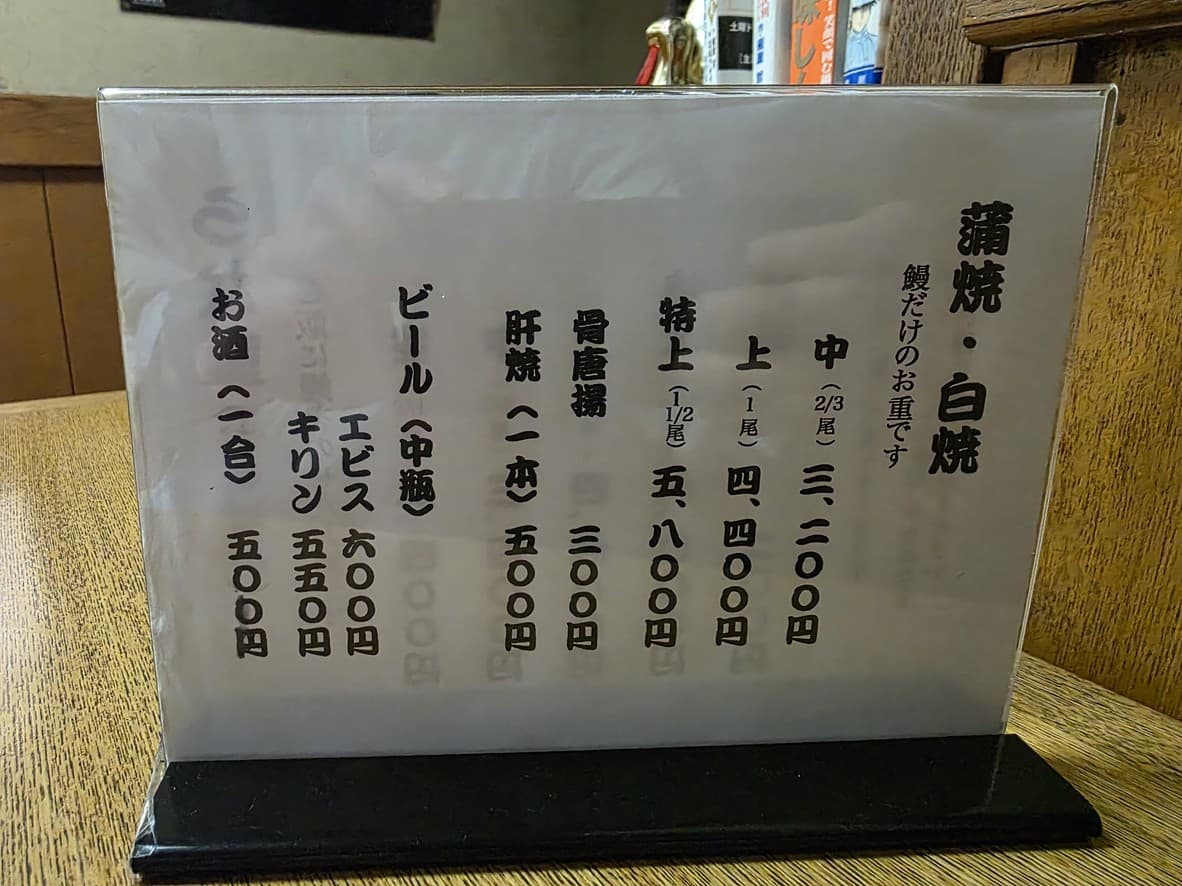 蒲焼・白焼
鰻だけのお重です
中(2/3尾)三、二〇〇円
上(1尾)四、四〇〇円
特上(1 1/2尾)五、八〇〇円
骨唐揚 三〇〇円
肝焼(一本)五〇〇円
ビール(中瓶)
エビス 六〇〇円
キリン 五五〇円
お酒(一合)五〇〇円